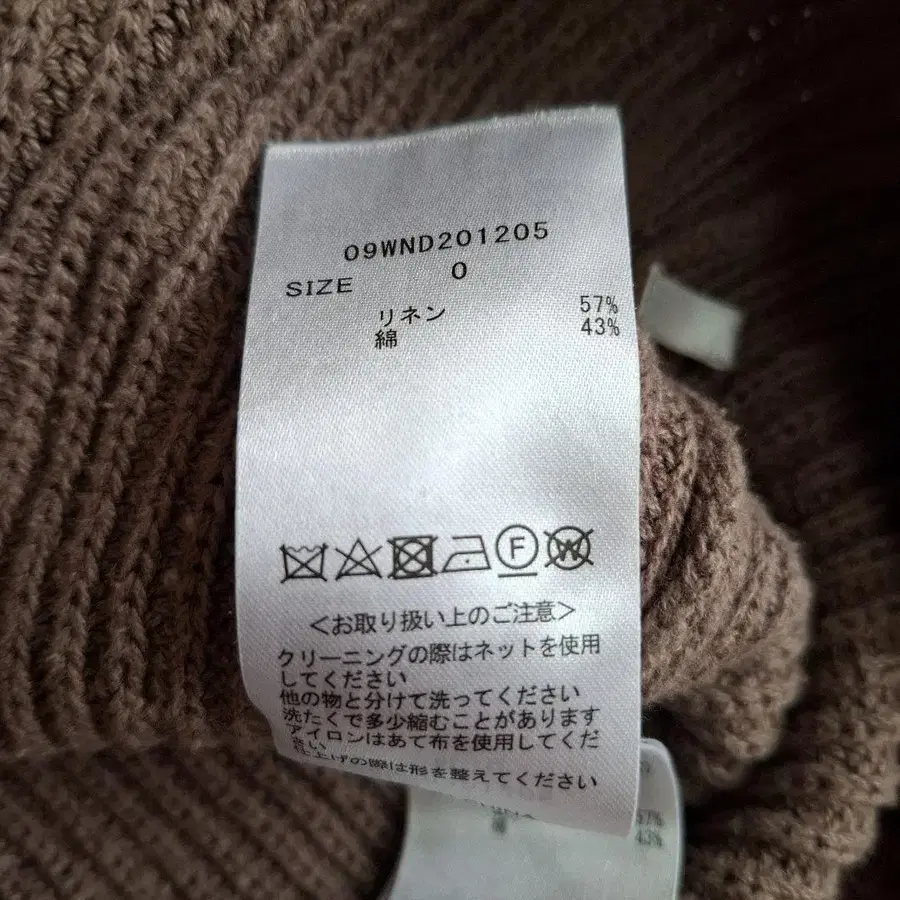 09WND201205
SIZE 0
リネン 57%
綿 43%
F W
<お取り扱い上のご注意>
クリーニングの際はネットを使用
してください
他の物と分けて洗ってください
洗たくで多少縮むことがあります
アイロンはあて布を使用してくだ
さい
仕上げの際は形を整えてください
57%
43%